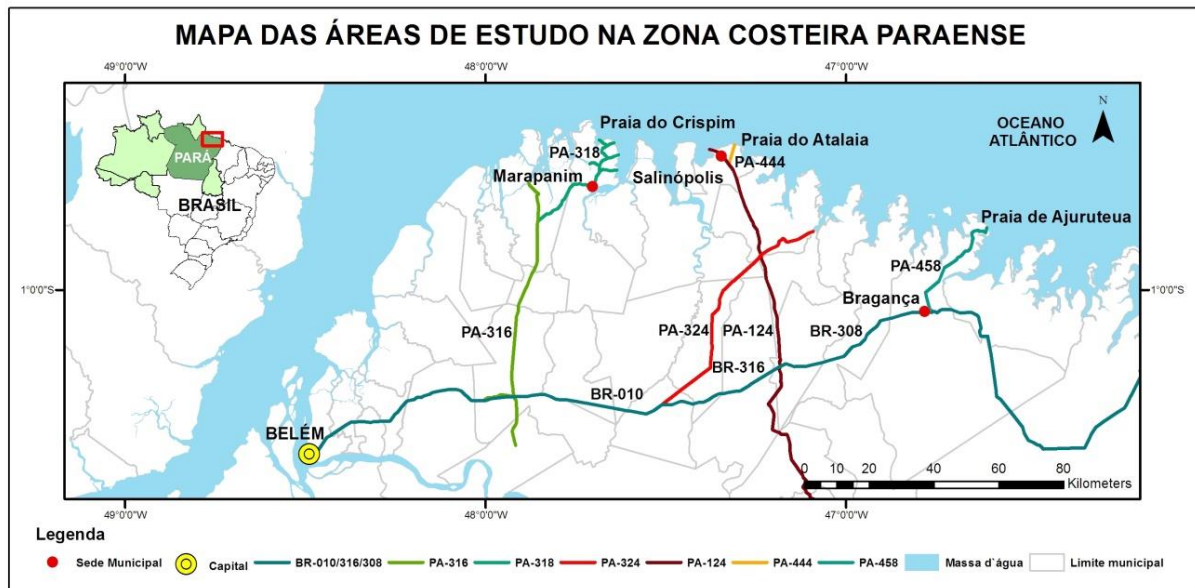 MAPA DAS ÁREAS DE ESTUDO NA ZONA COSTEIRA PARAENSE
49°0'0"W 48°0'0"W 47°0'0"W
N
OCEANO
ATLÂNTICO
PARÁ
BRASIL
Praia do Crispim
PA-318
Marapanim
Praia do Atalaia
PA-444
Salinópolis
Praia de Ajuruteua
PA-458
1°0'0"S 1°0'0"S
Bragança
PA-316
PA-324
PA-124
BR-308
BR-316
BR-010
BELÉM
0 5 10 20 40 60 80
Kilometers
49°0'0"W 48°0'0"W 47°0'0"W
Legenda
Sede Municipal Capital BR-010/316/308 PA-316 PA-318 PA-324 PA-124 PA-444 PA-458 Massa d`água Limite municipal